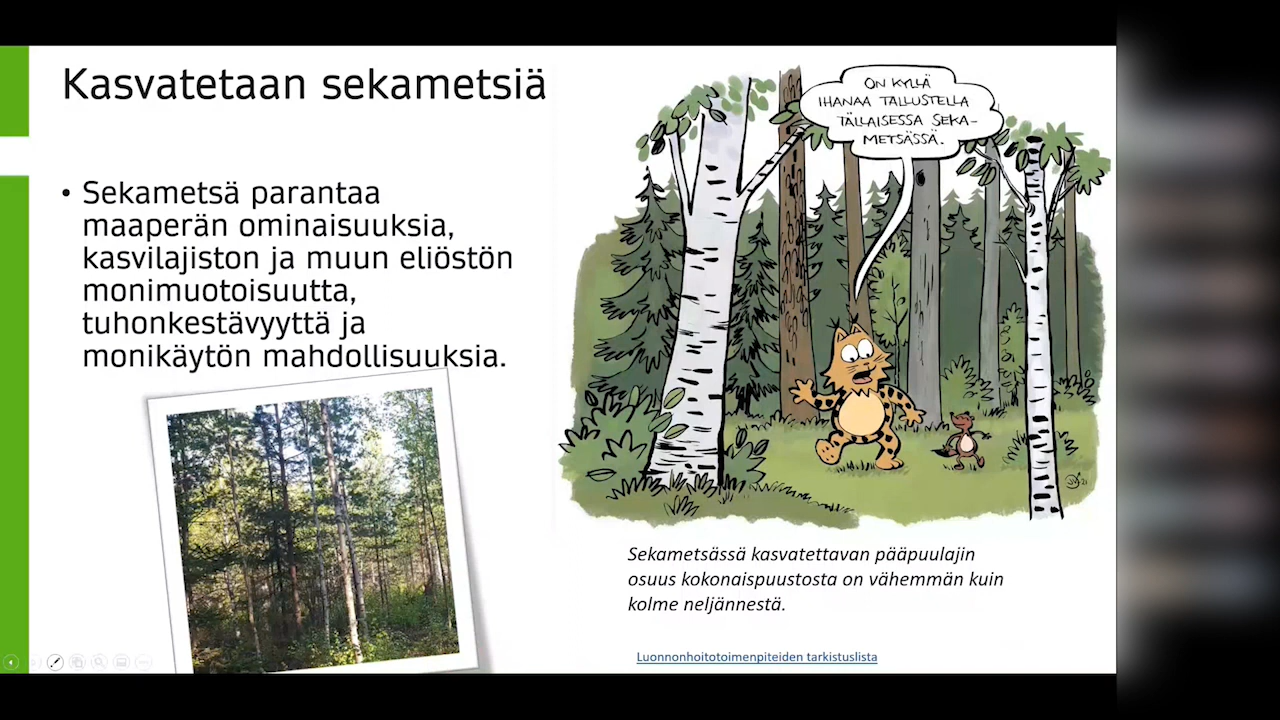 Kasvatetaan sekametsiä
• Sekametsä parantaa
maaperän ominaisuuksia,
kasvilajiston ja muun eliöstön
monimuotoisuutta,
tuhonkestävyyttä ja
monikäytön mahdollisuuksia.
ON KYLLÄ
IHANAA TALLUSTELLA
TÄLLAISESSA SEKA-
METSÄSSÄ.
Sekametsässä kasvatettavan pääpuulajin
osuus kokonaispuustosta on vähemmän kuin
kolme neljännestä.
Luonnonhoitotoimenpiteiden tarkistuslista